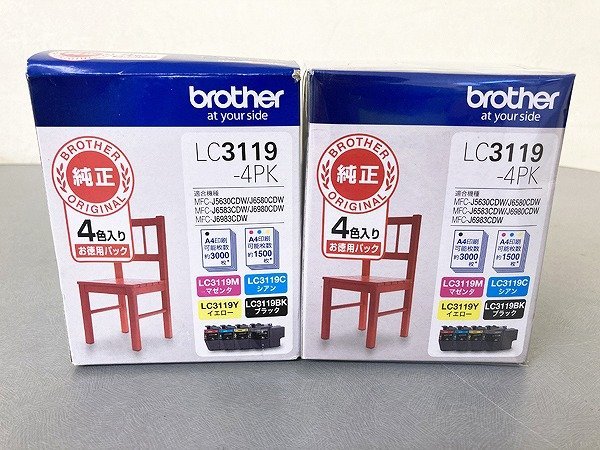 brother
at your side
LC3119
-4PK
BROTHER
純正
ORIGINAL
4色入り
お徳用パック
適合機種
MFC-J5630CDW/J6580CDW
MFC-J6583CDW/J6980CDW
MFC-J6983CDW
A4印刷
可能枚数
約3000
枚*
A4印刷
可能枚数
約1500
枚*
LC3119M
マゼンタ
LC3119C
シアン
LC3119Y
イエロー
LC3119BK
ブラック
brother
at your side
LC3119
-4PK
BROTHER
純正
ORIGINAL
4色入り
お徳用パック
適合機種
MFC-J5630CDW/J6580CDW
MFC-J6583CDW/J6980CDW
MFC-J6983CDW
A4印刷
可能枚数
約3000
枚*
A4印刷
可能枚数
約1500
枚*
LC3119M
マゼンタ
LC3119C
シアン
LC3119Y
イエロー
LC3119BK
ブラック